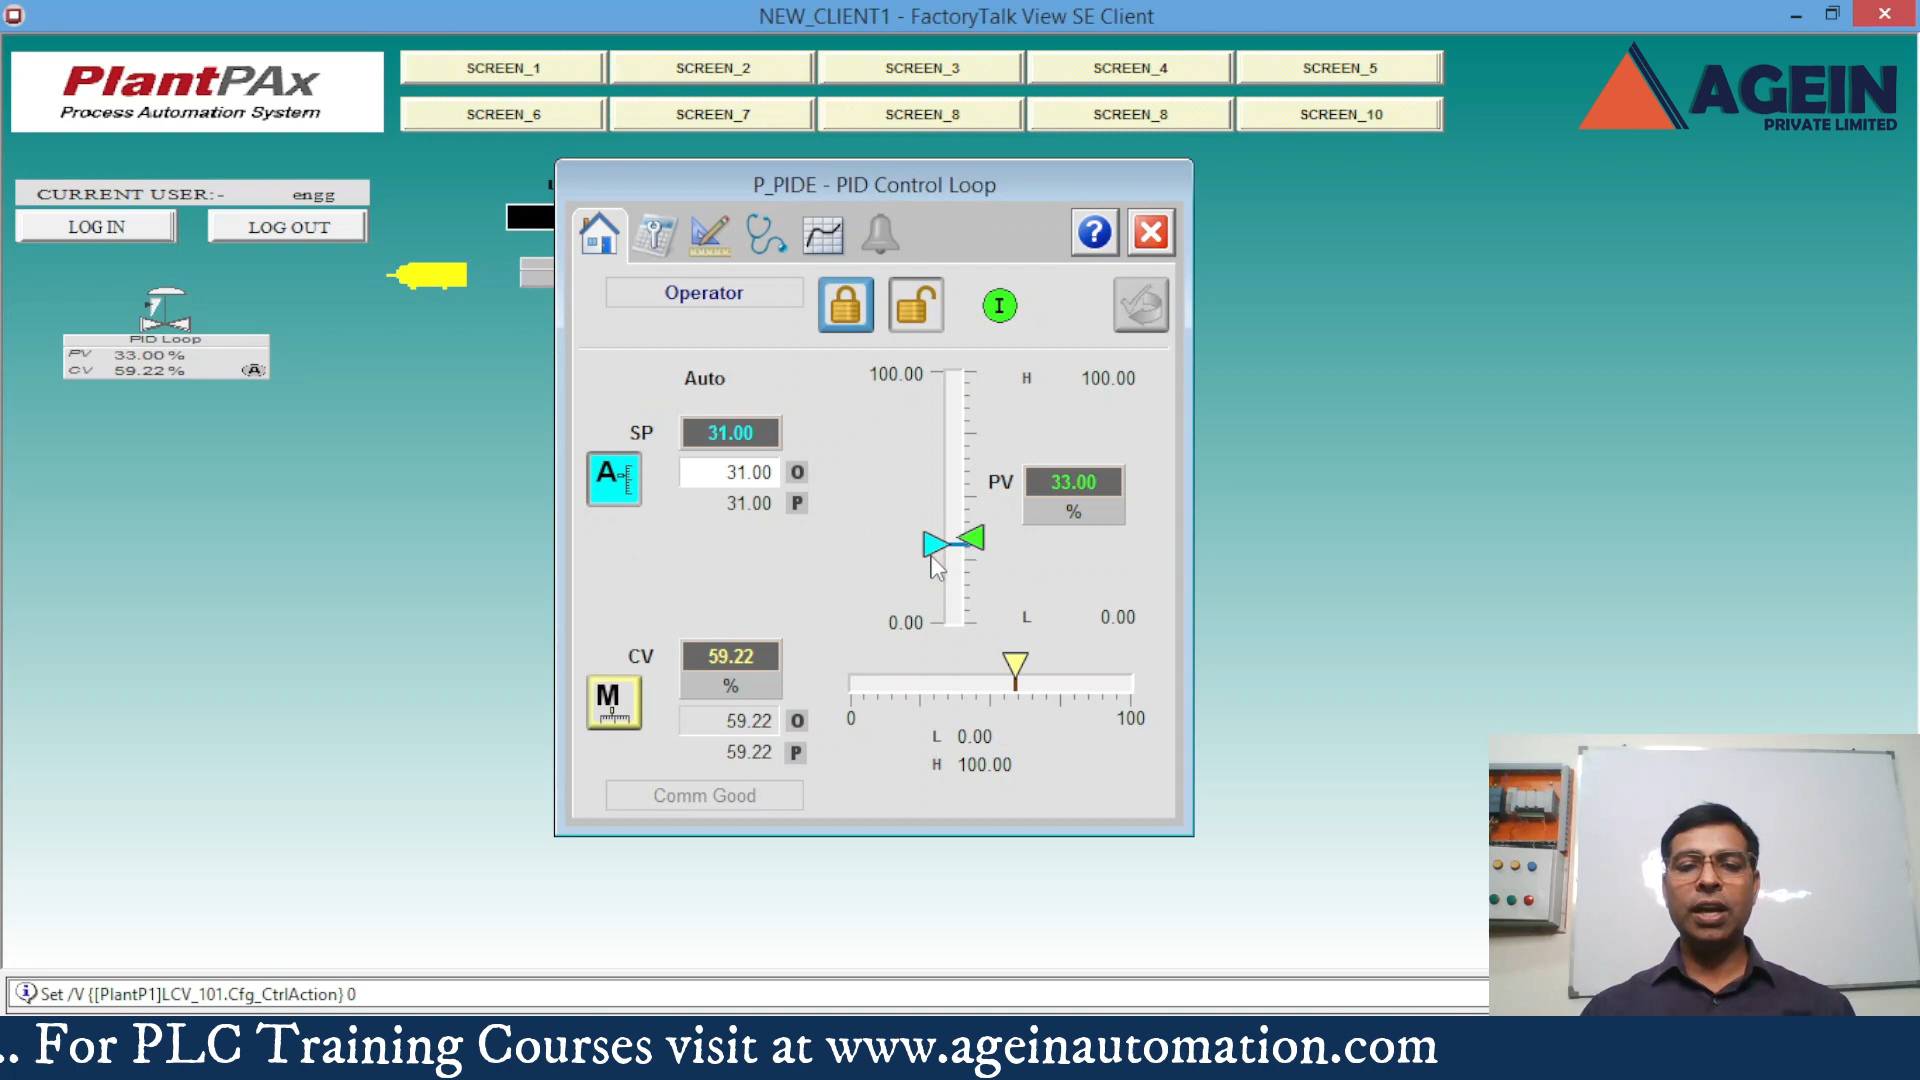 NEW_CLIENT1 - FactoryTalk View SE Client
PlantPAx
Process Automation System
SCREEN_1
SCREEN_2
SCREEN_3
SCREEN_4
SCREEN_5
SCREEN_6
SCREEN_7
SCREEN_8
SCREEN_8
SCREEN_10
AGEIN
PRIVATE LIMITED
CURRENT USER:- engg
LOG IN
LOG OUT
PID Loop
PV 33.00 %
CV 59.22 %
A
P_PIDE - PID Control Loop
?
Operator
I
Auto
SP 31.00
A
31.00 O
31.00 P
100.00
H 100.00
PV 33.00
%
0.00
L 0.00
CV 59.22
%
M
59.22 O
59.22 P
0 100
L 0.00
H 100.00
Comm Good
Set /V {[PlantP1]LCV_101.Cfg_CtrlAction} 0
.. For PLC Training Courses visit at www.ageinautomation.com